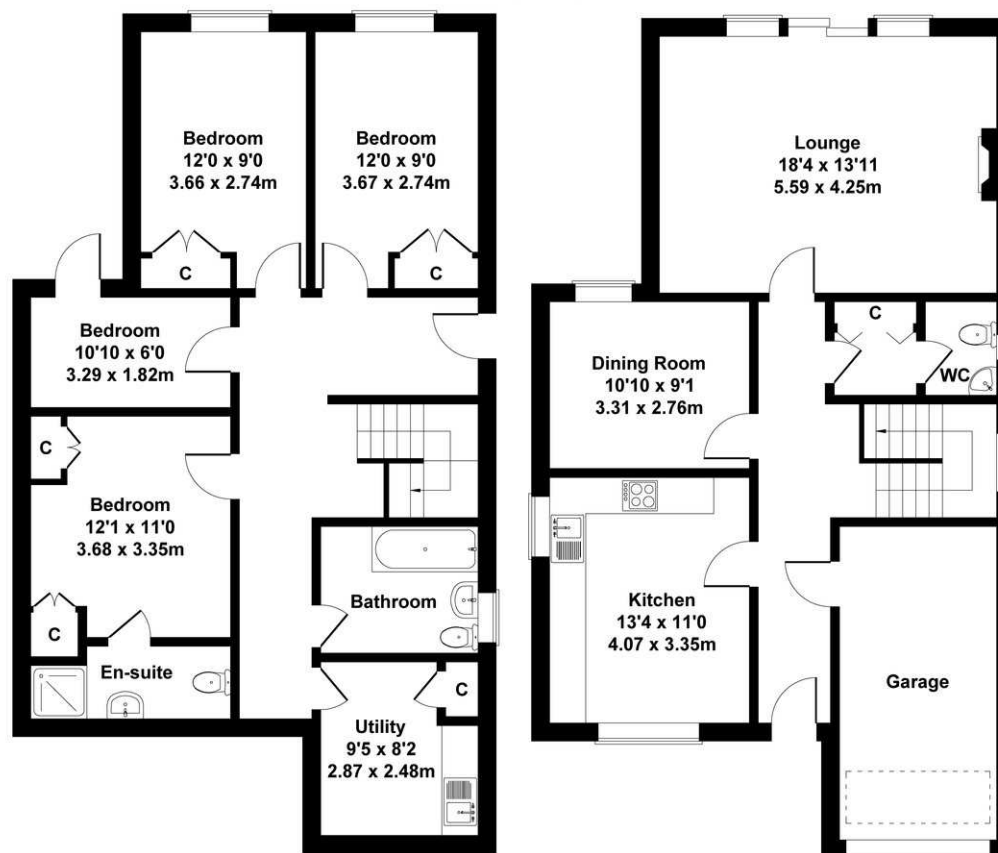 Bedroom
12'0 x 9'0
3.66 x 2.74m
C
Bedroom
12'0 x 9'0
3.67 x 2.74m
C
Bedroom
10'10 x 6'0
3.29 x 1.82m
C
Bedroom
12'1 x 11'0
3.68 x 3.35m
C
En-suite
Bathroom
C
Utility
9'5 x 8'2
2.87 x 2.48m
Lounge
18'4 x 13'11
5.59 x 4.25m
C
WC
Dining Room
10'10 x 9'1
3.31 x 2.76m
Kitchen
13'4 x 11'0
4.07 x 3.35m
Garage